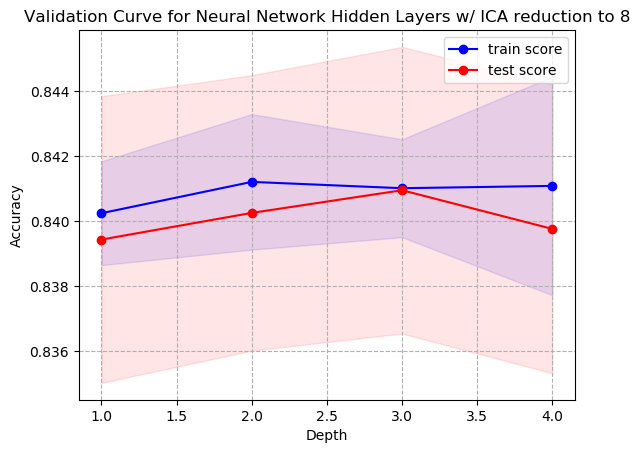 Validation Curve for Neural Network Hidden Layers w/ ICA reduction to 8
train score
test score
0.844
0.842
0.840
0.838
0.836
Accuracy
1.0 1.5 2.0 2.5 3.0 3.5 4.0
Depth